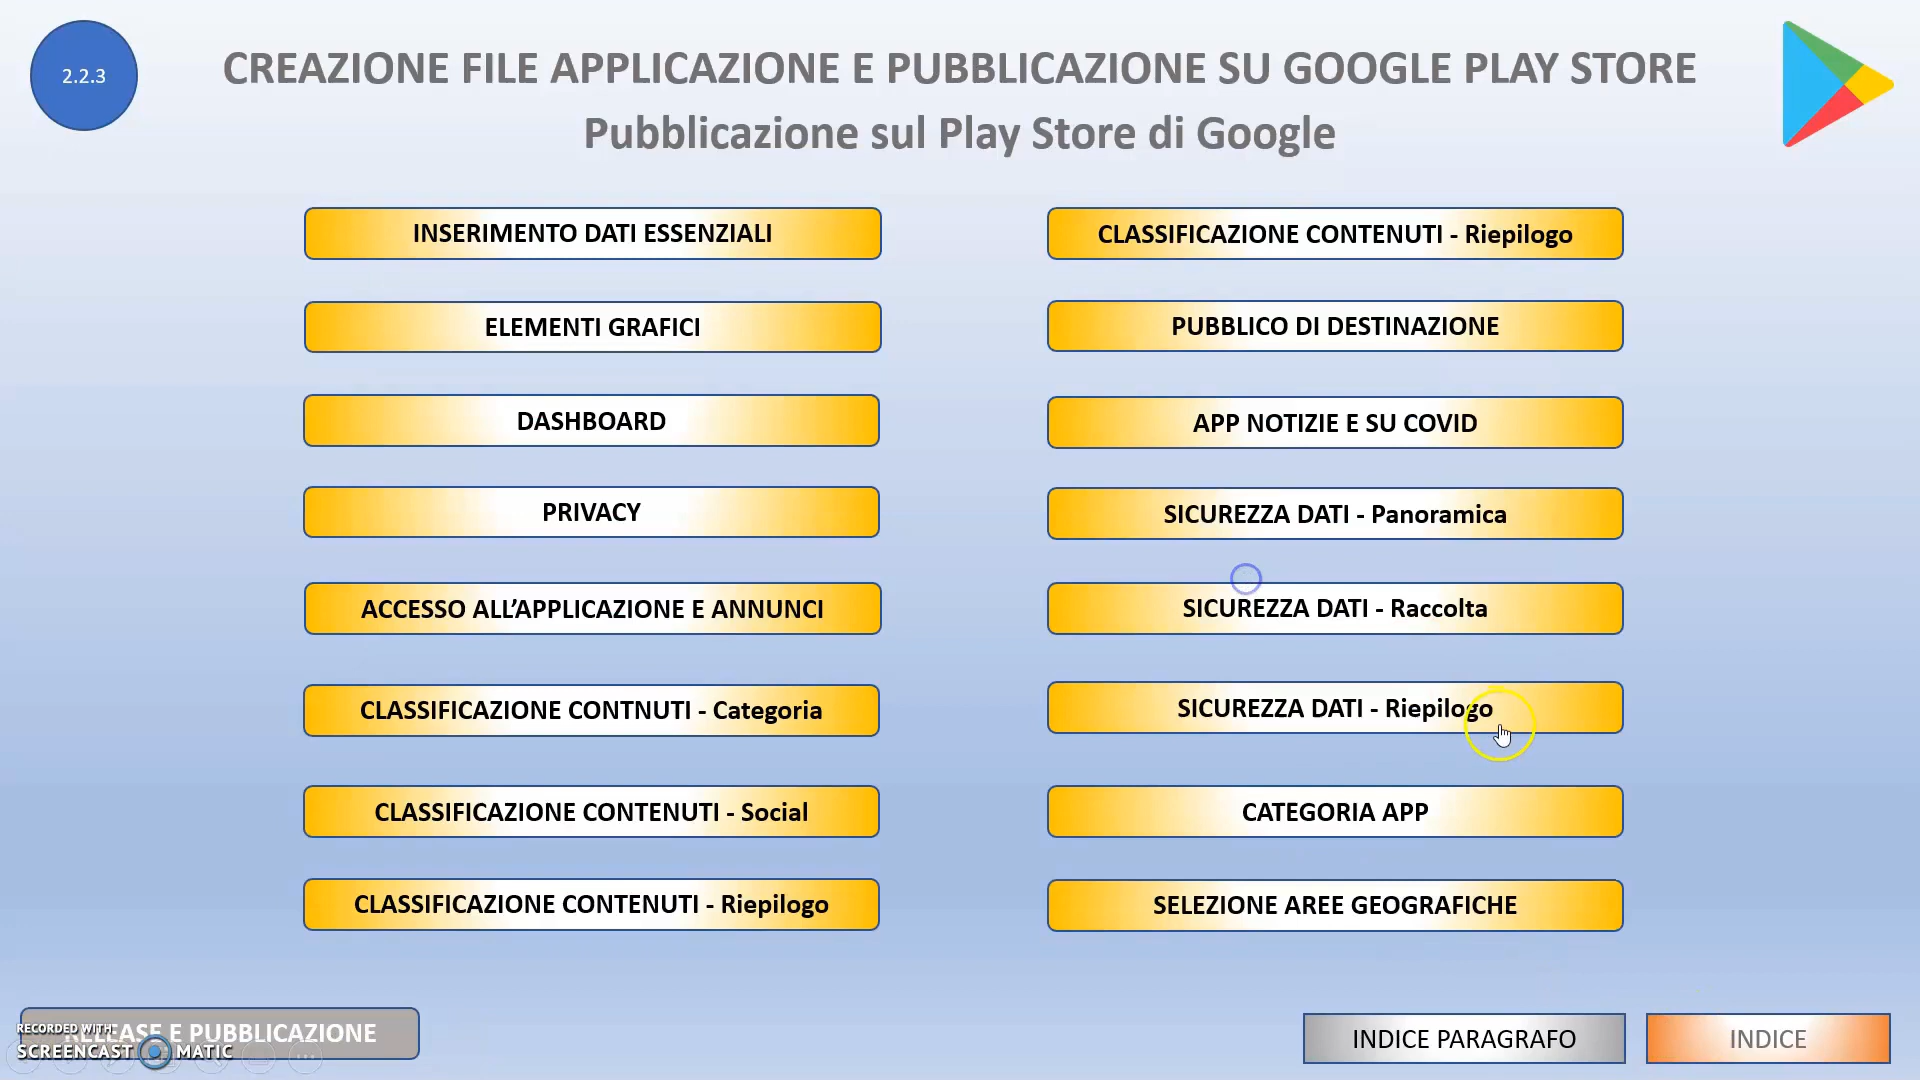 2.2.3
CREAZIONE FILE APPLICAZIONE E PUBBLICAZIONE SU GOOGLE PLAY STORE
Pubblicazione sul Play Store di Google
INSERIMENTO DATI ESSENZIALI
ELEMENTI GRAFICI
DASHBOARD
PRIVACY
ACCESSO ALL'APPLICAZIONE E ANNUNCI
CLASSIFICAZIONE CONTNUTI - Categoria
CLASSIFICAZIONE CONTENUTI - Social
CLASSIFICAZIONE CONTENUTI - Riepilogo
CLASSIFICAZIONE CONTENUTI - Riepilogo
PUBBLICO DI DESTINAZIONE
APP NOTIZIE E SU COVID
SICUREZZA DATI - Panoramica
SICUREZZA DATI - Raccolta
SICUREZZA DATI - Riepilogo
CATEGORIA APP
SELEZIONE AREE GEOGRAFICHE
RELEASE E PUBBLICAZIONE
RECORDED WITH
SCREENCAST MATIC
INDICE PARAGRAFO
INDICE